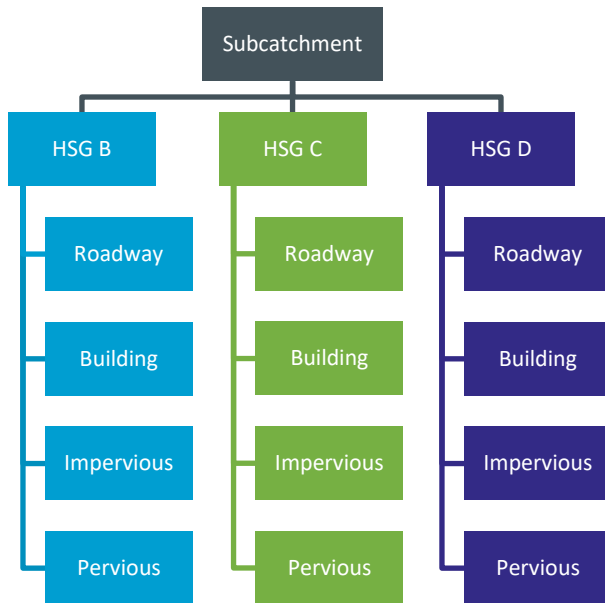 Subcatchment
HSG B
HSG C
HSG D
Roadway
Roadway
Roadway
Building
Building
Building
Impervious
Impervious
Impervious
Pervious
Pervious
Pervious